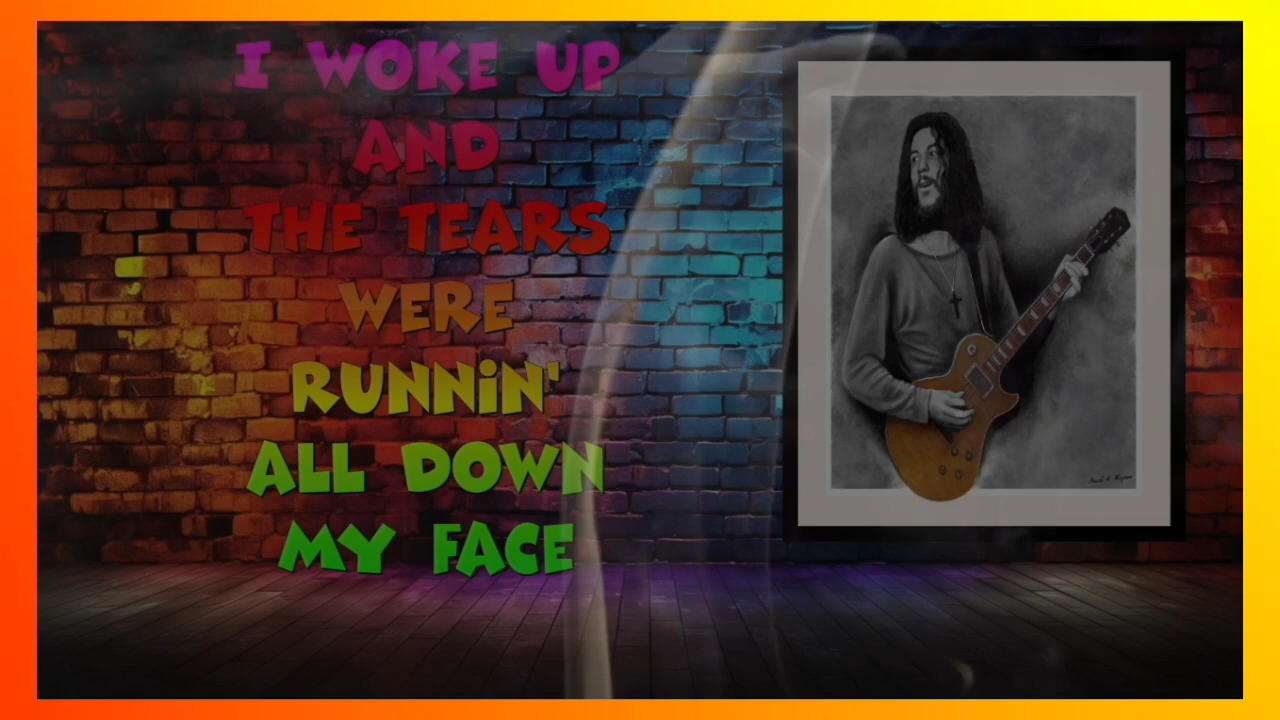 I WOKE UP
AND
THE TEARS
WERE
RUNNiN'
ALL DOWN
MY FACE